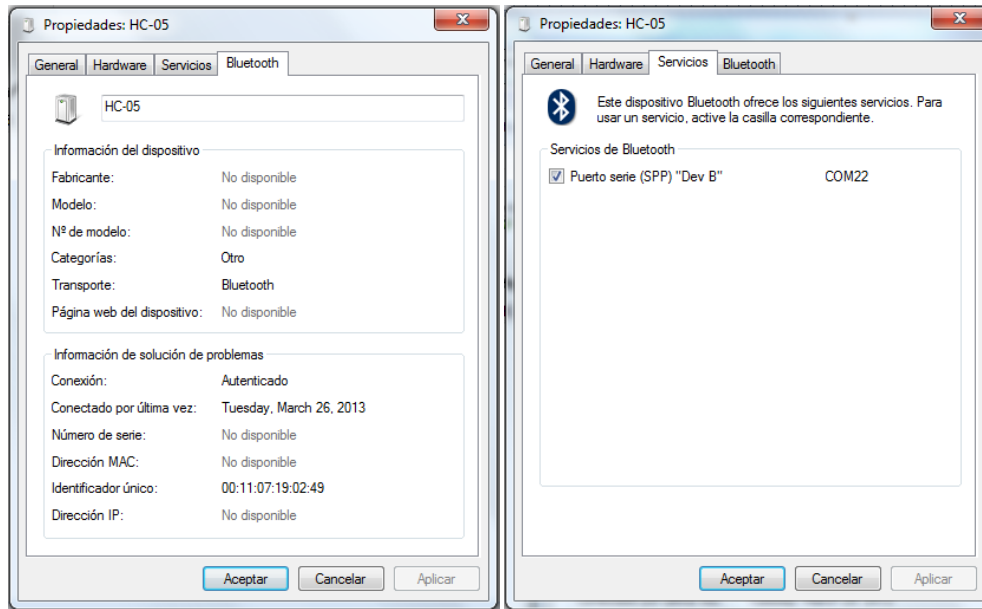 Propiedades: HC-05
General Hardware Servicios Bluetooth
HC-05
Información del dispositivo
Fabricante: No disponible
Modelo: No disponible
Nº de modelo: No disponible
Categorías: Otro
Transporte: Bluetooth
Página web del dispositivo: No disponible
Información de solución de problemas
Conexión: Autenticado
Conectado por última vez: Tuesday, March 26, 2013
Número de serie: No disponible
Dirección MAC: No disponible
Identificador único: 00:11:07:19:02:49
Dirección IP: No disponible
Aceptar Cancelar Aplicar
Propiedades: HC-05
General Hardware Servicios Bluetooth
Este dispositivo Bluetooth ofrece los siguientes servicios. Para
usar un servicio, active la casilla correspondiente.
Servicios de Bluetooth
Puerto serie (SPP) "Dev B" COM22
Aceptar Cancelar Aplicar